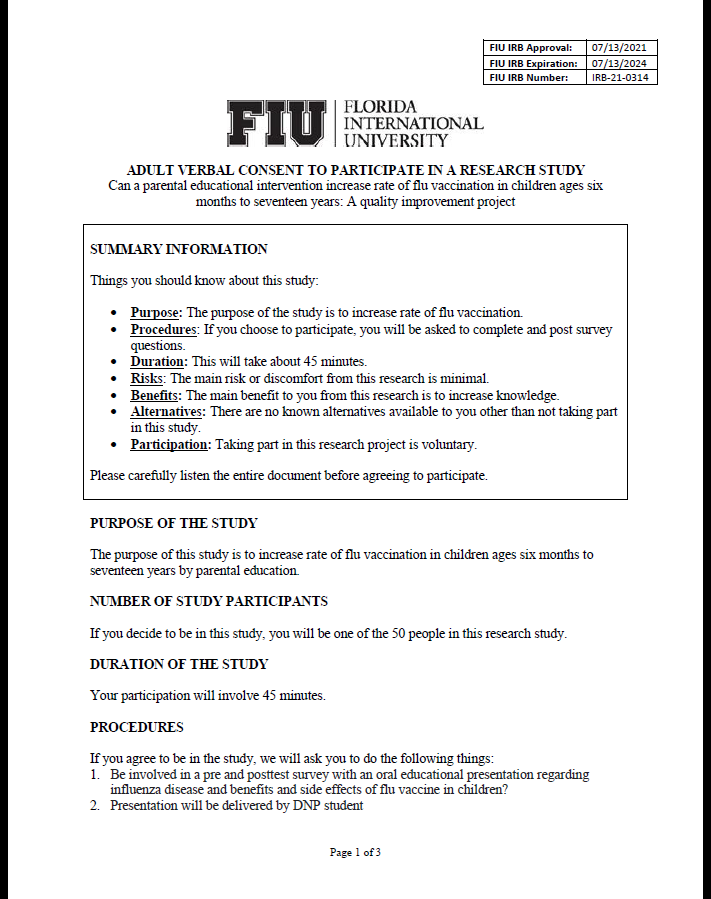 FIU IRB Approval: 07/13/2021
FIU IRB Expiration: 07/13/2024
FIU IRB Number: IRB-21-0314
FIU FLORIDA
INTERNATIONAL
UNIVERSITY
ADULT VERBAL CONSENT TO PARTICIPATE IN A RESEARCH STUDY
Can a parental educational intervention increase rate of flu vaccination in children ages six
months to seventeen years: A quality improvement project
SUMMARY INFORMATION
Things you should know about this study:
• Purpose: The purpose of the study is to increase rate of flu vaccination.
• Procedures: If you choose to participate, you will be asked to complete and post survey
questions.
• Duration: This will take about 45 minutes.
• Risks: The main risk or discomfort from this research is minimal.
• Benefits: The main benefit to you from this research is to increase knowledge.
• Alternatives: There are no known alternatives available to you other than not taking part
in this study.
• Participation: Taking part in this research project is voluntary.
Please carefully listen the entire document before agreeing to participate.
PURPOSE OF THE STUDY
The purpose of this study is to increase rate of flu vaccination in children ages six months to
seventeen years by parental education.
NUMBER OF STUDY PARTICIPANTS
If you decide to be in this study, you will be one of the 50 people in this research study.
DURATION OF THE STUDY
Your participation will involve 45 minutes.
PROCEDURES
If you agree to be in the study, we will ask you to do the following things:
1. Be involved in a pre and posttest survey with an oral educational presentation regarding
influenza disease and benefits and side effects of flu vaccine in children?
2. Presentation will be delivered by DNP student
Page 1 of 3